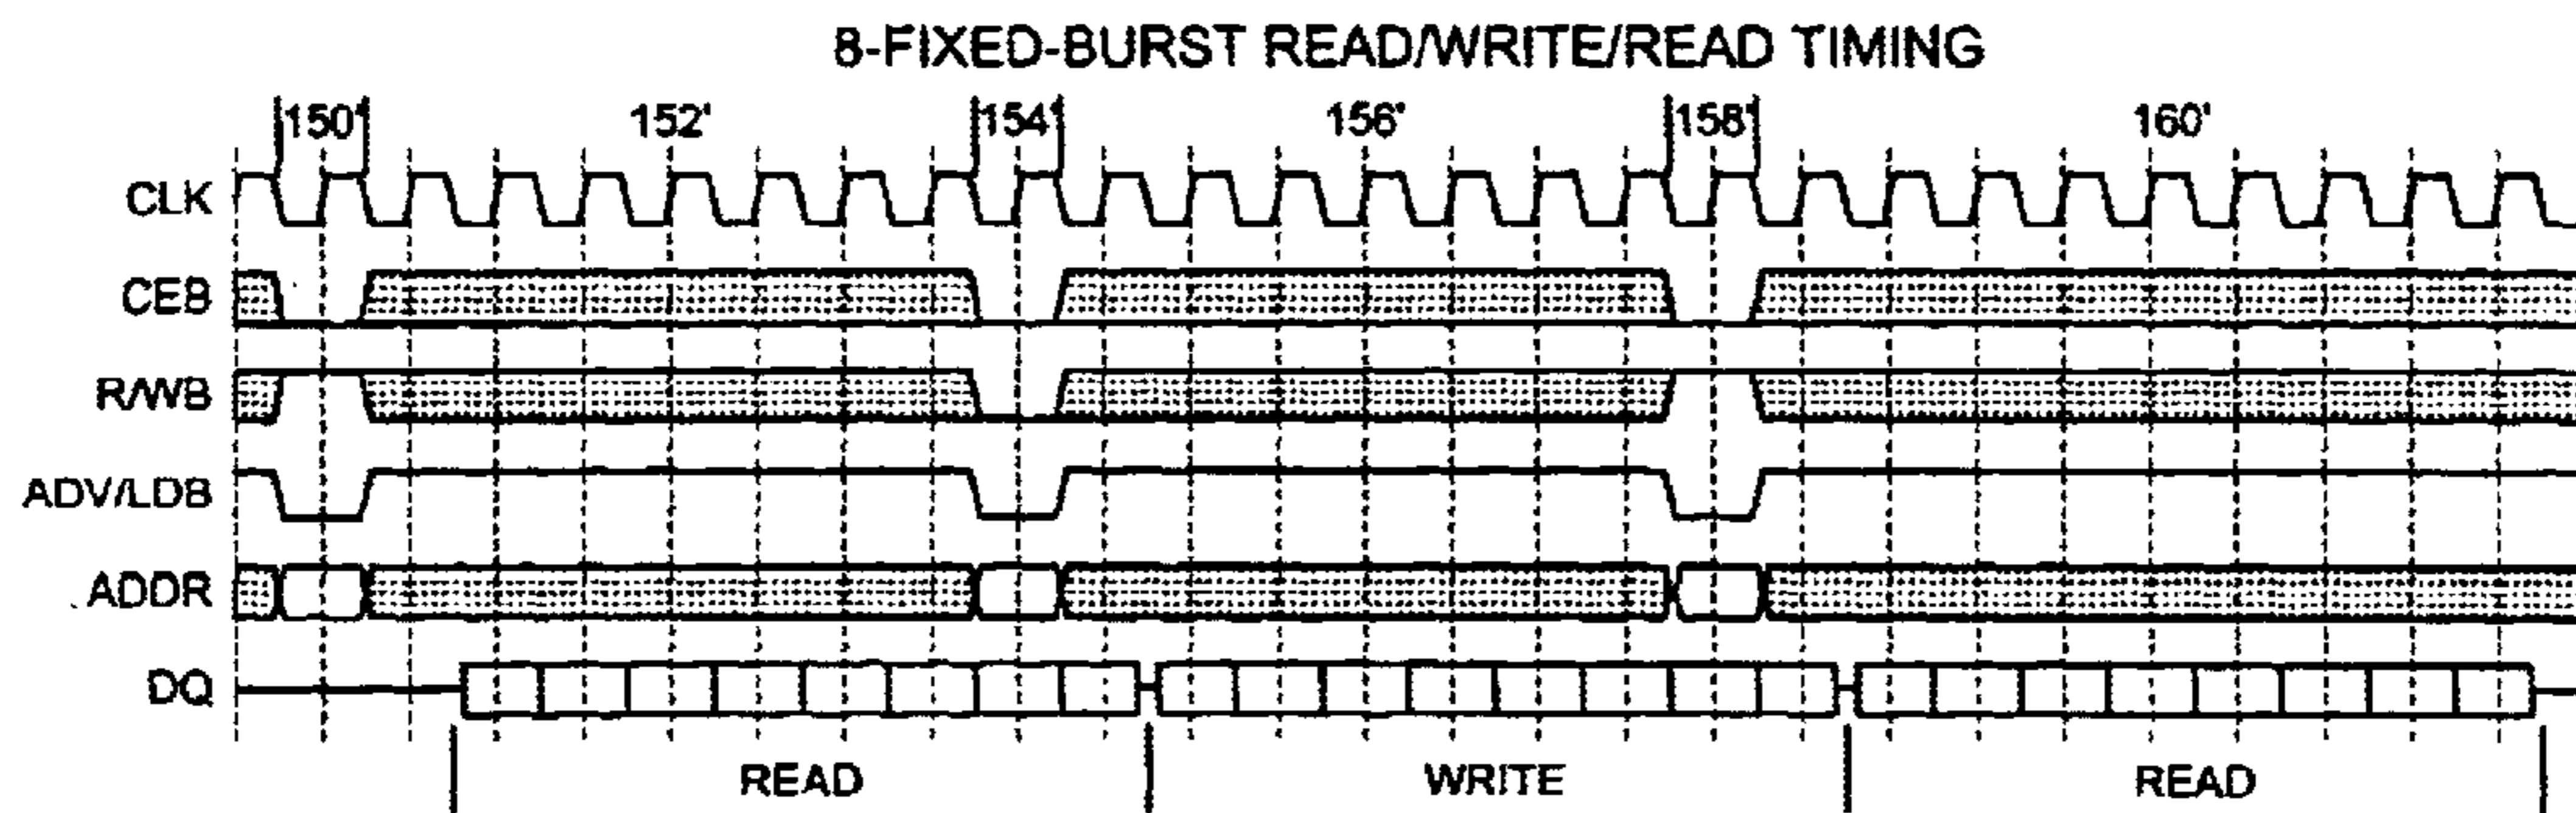 8-FIXED-BURST READ/WRITE/READ TIMING
150' 152' 154' 156' 158' 160'
CLK
CEB
R/WB
ADV/LDB
ADDR
DQ
READ WRITE READ